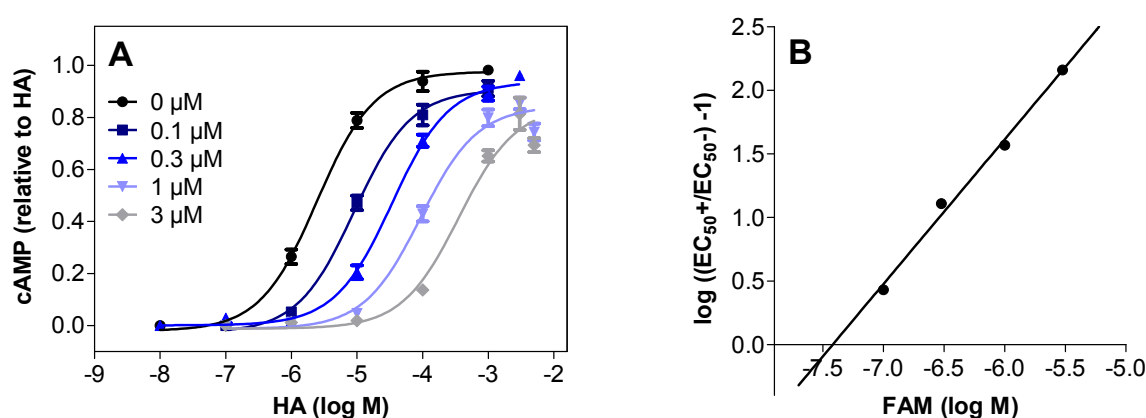 A
cAMP (relative to HA)
1.0
0.8
0.6
0.4
0.2
0.0
0 µM
0.1 µM
0.3 µM
1 µM
3 µM
-9 -8 -7 -6 -5 -4 -3 -2
HA (log M)
B
log ((EC₅₀+/EC₅₀-) -1)
2.5
2.0
1.5
1.0
0.5
0.0
-7.5 -7.0 -6.5 -6.0 -5.5 -5.0
FAM (log M)